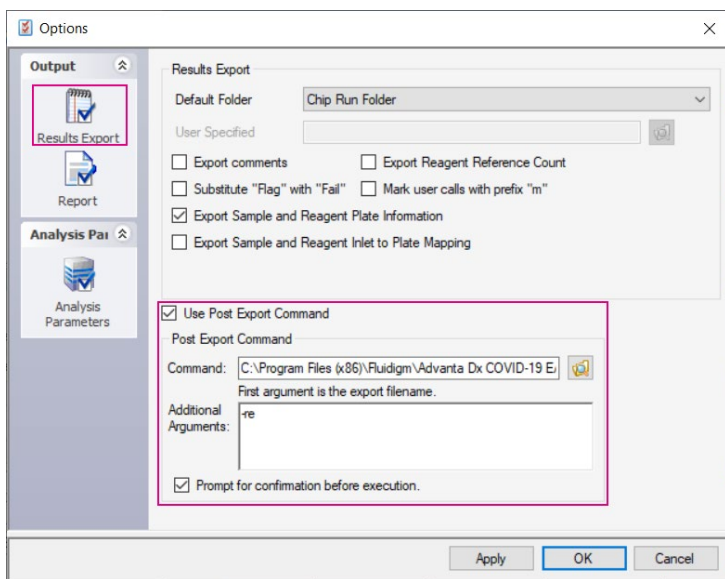 Options
Output
Results Export
Report
Analysis Par
Analysis
Parameters
Results Export
Default Folder Chip Run Folder
User Specified
Export comments Export Reagent Reference Count
Substitute "Flag" with "Fail" Mark user calls with prefix "m"
Export Sample and Reagent Plate Information
Export Sample and Reagent Inlet to Plate Mapping
Use Post Export Command
Post Export Command
Command: C:\Program Files (x86)\Fluidigm\Advanta Dx COVID-19 E
First argument is the export filename.
Additional
Arguments: -re
Prompt for confirmation before execution.
Apply OK Cancel